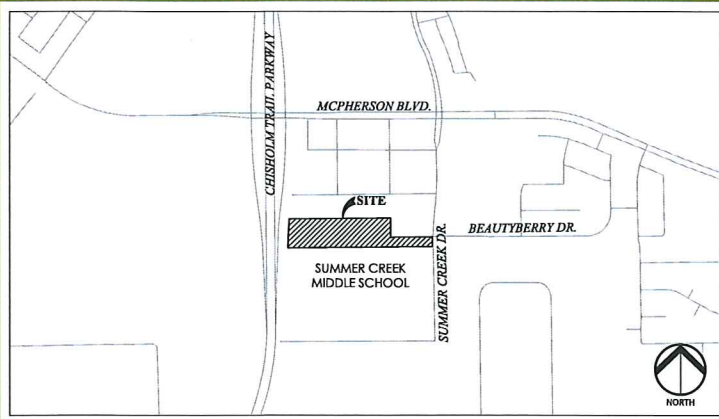 CHISHOLM TRAIL PARKWAY
MCPHERSON BLVD.
SITE
BEAUTYBERRY DR.
SUMMER CREEK
MIDDLE SCHOOL
SUMMER CREEK DR.
NORTH